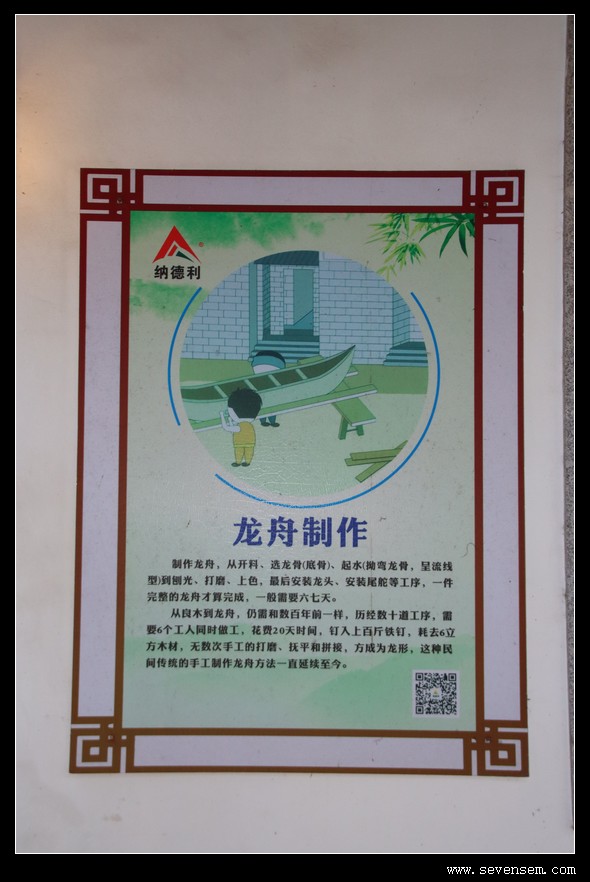 纳德利
龙舟制作
制作龙舟，从开料、选龙骨(底骨)、起水(拗弯龙骨，呈流线
型)到刨光、打磨、上色，最后安装龙头、安装尾舵等工序，一件
完整的龙舟才算完成，一般需要六七天。
从良木到龙舟，仍需和数百年前一样，历经数十道工序，需
要6个工人同时做工，花费20天时间，钉入上百斤铁钉，耗去6立
方木材，无数次手工的打磨、抚平和拼接，方成为龙形，这种民
间传统的手工制作龙舟方法一直延续至今。
www.sevensem.com